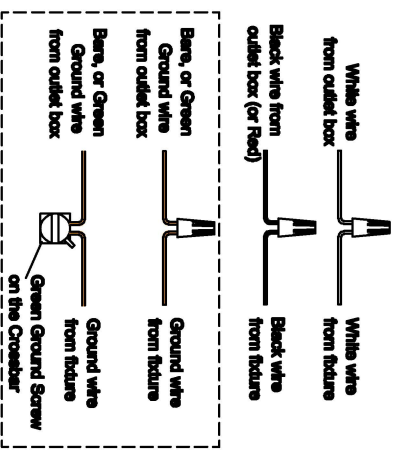 White wire
from outlet box
White wire
from fixture
Black wire from
outlet box (or Red)
Black wire
from fixture
Bare, or Green
Ground wire
from outlet box
Ground wire
from fixture
Bare, or Green
Ground wire
from outlet box
Ground wire
from fixture
Green Ground Screw
on the Crossbar